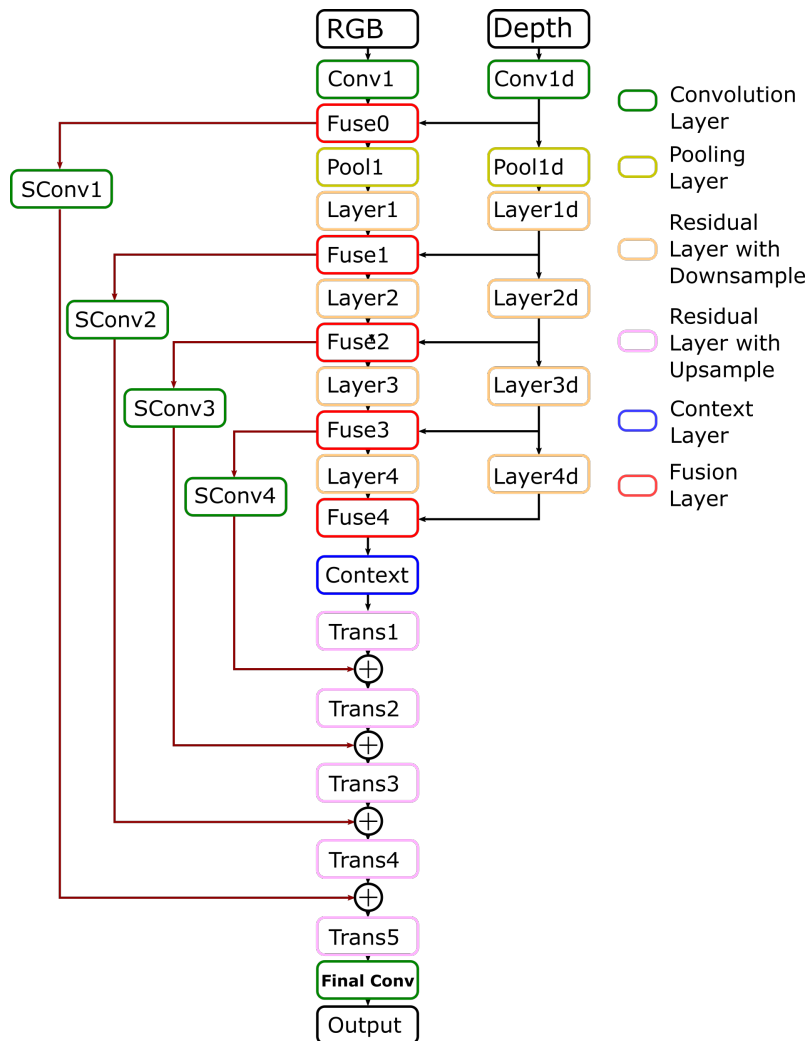 RGB
Depth
Conv1
Conv1d
Fuse0
Pool1
Pool1d
SConv1
Layer1
Layer1d
Fuse1
Layer2
Layer2d
SConv2
Fuse2
Layer3
Layer3d
SConv3
Fuse3
Layer4
Layer4d
SConv4
Fuse4
Context
Trans1
Trans2
Trans3
Trans4
Trans5
Final Conv
Output
Convolution
Layer
Pooling
Layer
Residual
Layer with
Downsample
Residual
Layer with
Upsample
Context
Layer
Fusion
Layer